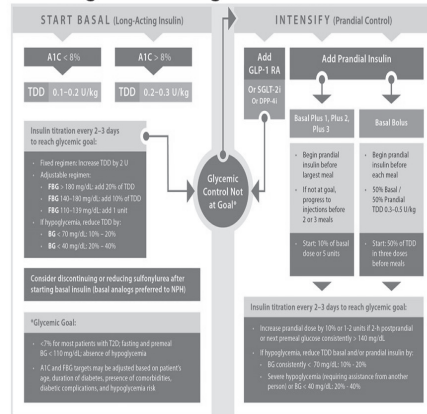 START BASAL (Long-Acting Insulin)
A1C < 8%
A1C > 8%
TDD 0.1–0.2 U/kg
TDD 0.2–0.3 U/kg
Insulin titration every 2–3 days
to reach glycemic goal:
• Fixed regimen: Increase TDD by 2 U
• Adjustable regimen:
• FBG > 180 mg/dL: add 20% of TDD
• FBG 140–180 mg/dL: add 10% of TDD
• FBG 110–139 mg/dL: add 1 unit
• If hypoglycemia, reduce TDD by:
• BG < 70 mg/dL: 10% – 20%
• BG < 40 mg/dL: 20% – 40%
Consider discontinuing or reducing sulfonylurea after
starting basal insulin (basal analogs preferred to NPH)
*Glycemic Goal:
• <7% for most patients with T2D; fasting and premeal
BG < 110 mg/dL; absence of hypoglycemia
• A1C and FBG targets may be adjusted based on patient's
age, duration of diabetes, presence of comorbidities,
diabetic complications, and hypoglycemia risk
Glycemic
Control Not
at Goal*
INTENSIFY (Prandial Control)
Add
GLP-1 RA
Or SGLT-2i
Or DPP-4i
Add Prandial Insulin
Basal Plus 1, Plus 2,
Plus 3
• Begin prandial
insulin before
largest meal
• If not at goal,
progress to
injections before
2 or 3 meals
• Start: 10% of basal
dose or 5 units
Basal Bolus
• Begin prandial
insulin before
each meal
• 50% Basal /
50% Prandial
TDD 0.3–0.5 U/kg
• Start: 50% of TDD
in three doses
before meals
Insulin titration every 2–3 days to reach glycemic goal:
• Increase prandial dose by 10% or 1-2 units if 2-h postprandial
or next premeal glucose consistently > 140 mg/dL
• If hypoglycemia, reduce TDD basal and/or prandial insulin by:
• BG consistently < 70 mg/dL: 10% - 20%
• Severe hypoglycemia (requiring assistance from another
person) or BG < 40 mg/dL: 20% - 40%